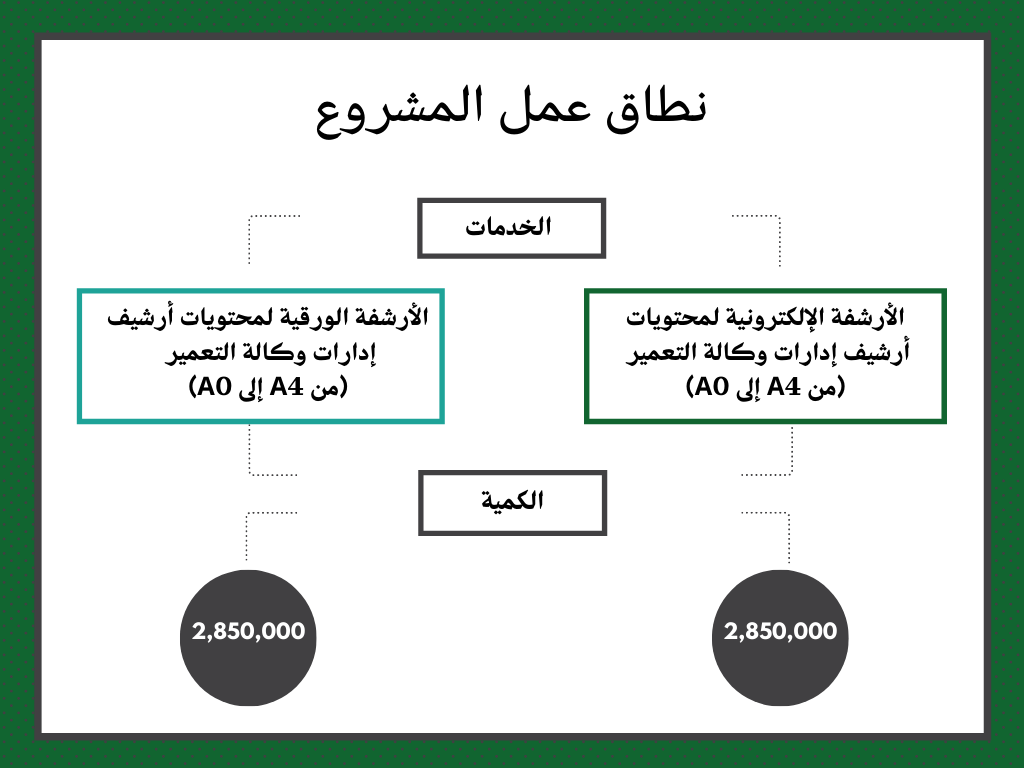 نطاق عمل المشروع
الخدمات
الأرشفة الإلكترونية لمحتويات
أرشيف إدارات وكالة التعمير
(من A4 إلى A0)
الأرشفة الورقية لمحتويات أرشيف
إدارات وكالة التعمير
(من A4 إلى A0)
الكمية
2,850,000
2,850,000